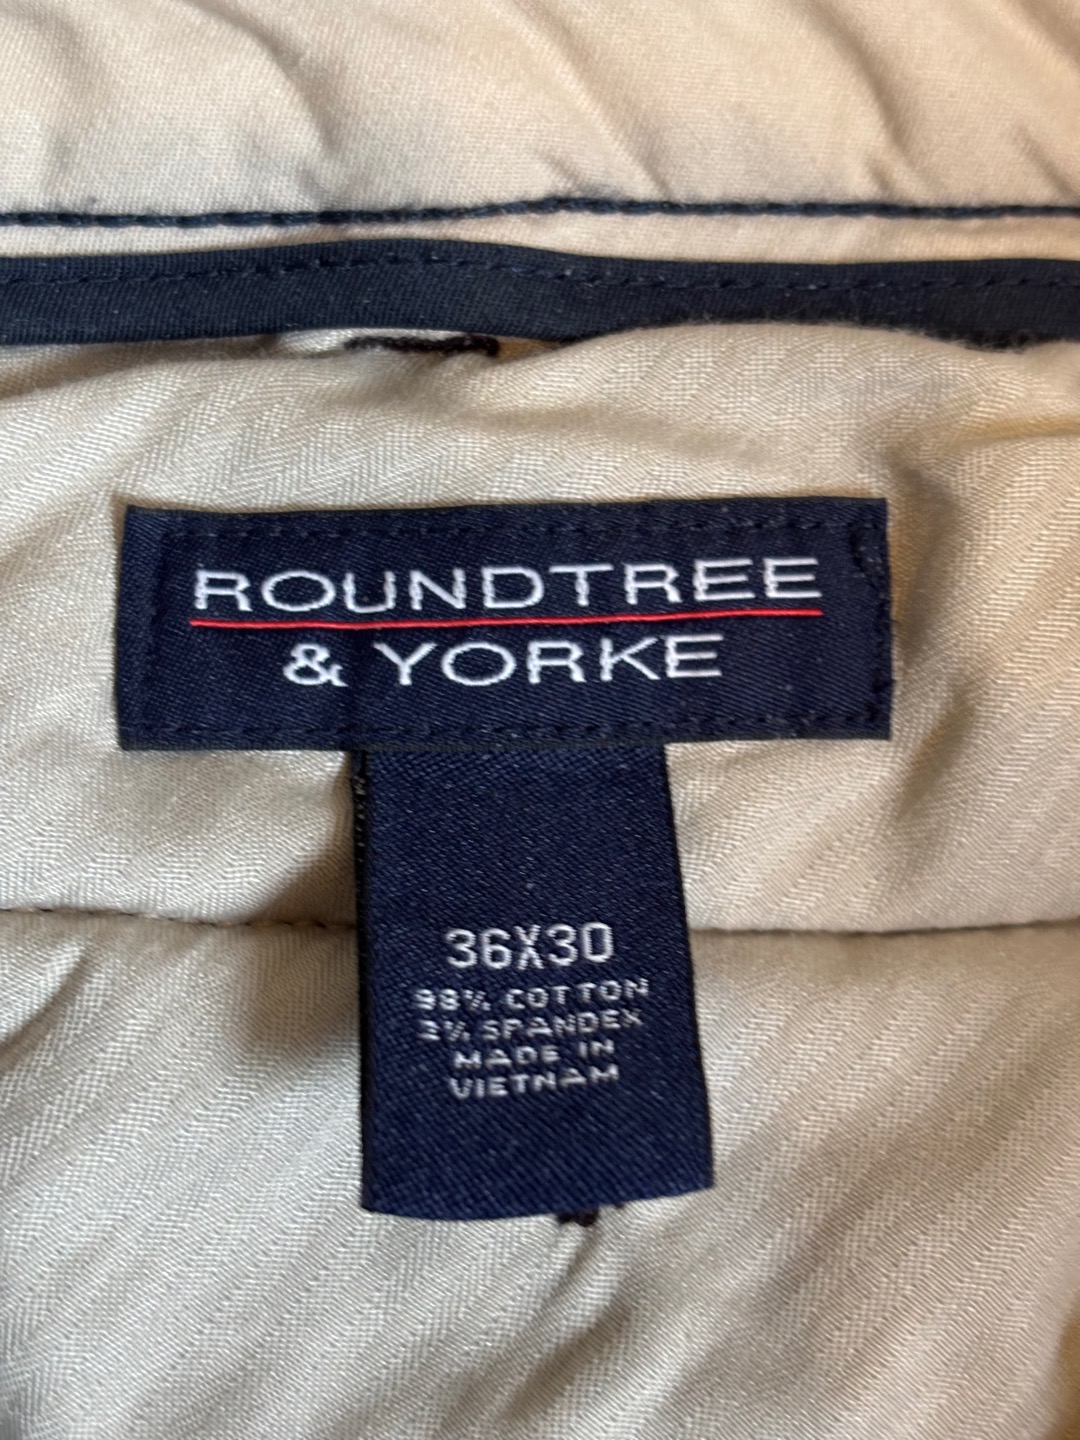 ROUNDTREE
& YORKE
36X30
98% COTTON
2% SPANDEX
MADE IN
VIETNAM